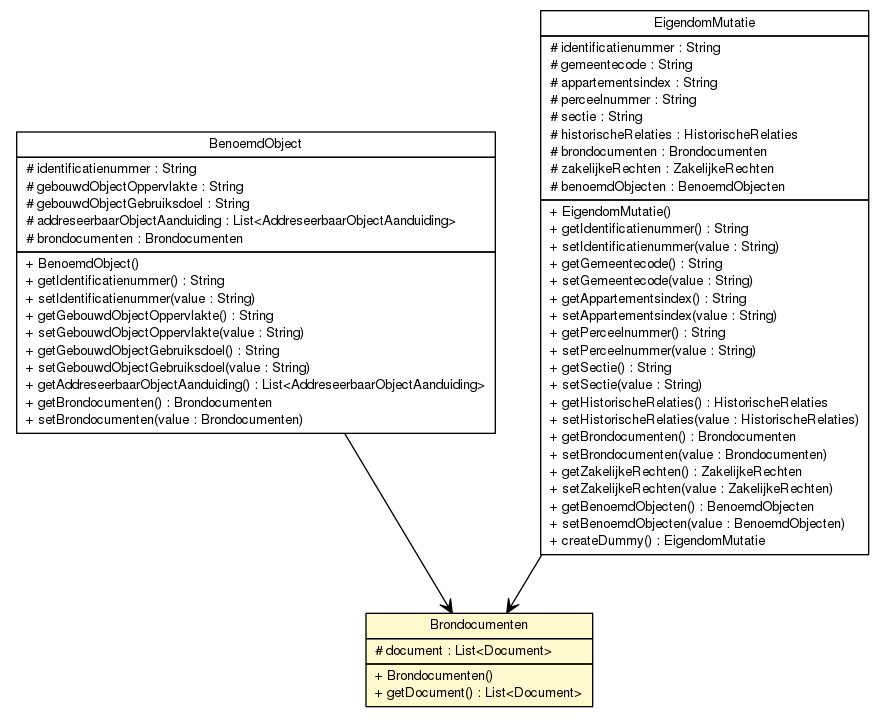 BenoemdObject
# identificatienummer : String
# gebouwdObjectOppervlakte : String
# gebouwdObjectGebruiksdoel : String
# addreseerbaarObjectAanduiding : List<AddreseerbaarObjectAanduiding>
# brondocumenten : Brondocumenten
+ BenoemdObject()
+ getIdentificatienummer() : String
+ setIdentificatienummer(value : String)
+ getGebouwdObjectOppervlakte() : String
+ setGebouwdObjectOppervlakte(value : String)
+ getGebouwdObjectGebruiksdoel() : String
+ setGebouwdObjectGebruiksdoel(value : String)
+ getAddreseerbaarObjectAanduiding() : List<AddreseerbaarObjectAanduiding>
+ getBrondocumenten() : Brondocumenten
+ setBrondocumenten(value : Brondocumenten)
EigendomMutatie
# identificatienummer : String
# gemeentecode : String
# appartementsindex : String
# perceelnummer : String
# sectie : String
# historischeRelaties : HistorischeRelaties
# brondocumenten : Brondocumenten
# zakelijkeRechten : ZakelijkeRechten
# benoemdObjecten : BenoemdObjecten
+ EigendomMutatie()
+ getIdentificatienummer() : String
+ setIdentificatienummer(value : String)
+ getGemeentecode() : String
+ setGemeentecode(value : String)
+ getAppartementsindex() : String
+ setAppartementsindex(value : String)
+ getPerceelnummer() : String
+ setPerceelnummer(value : String)
+ getSectie() : String
+ setSectie(value : String)
+ getHistorischeRelaties() : HistorischeRelaties
+ setHistorischeRelaties(value : HistorischeRelaties)
+ getBrondocumenten() : Brondocumenten
+ setBrondocumenten(value : Brondocumenten)
+ getZakelijkeRechten() : ZakelijkeRechten
+ setZakelijkeRechten(value : ZakelijkeRechten)
+ getBenoemdObjecten() : BenoemdObjecten
+ setBenoemdObjecten(value : BenoemdObjecten)
+ createDummy() : EigendomMutatie
Brondocumenten
# document : List<Document>
+ Brondocumenten()
+ getDocument() : List<Document>